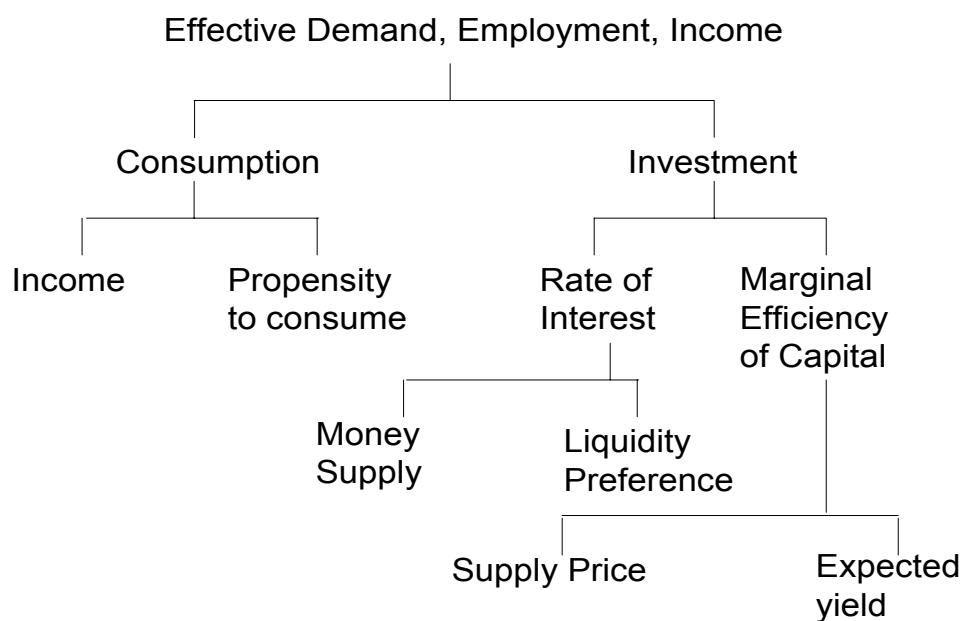 Effective Demand, Employment, Income
Consumption
Investment
Income
Propensity
to consume
Rate of
Interest
Marginal
Efficiency
of Capital
Money
Supply
Liquidity
Preference
Supply Price
Expected
yield